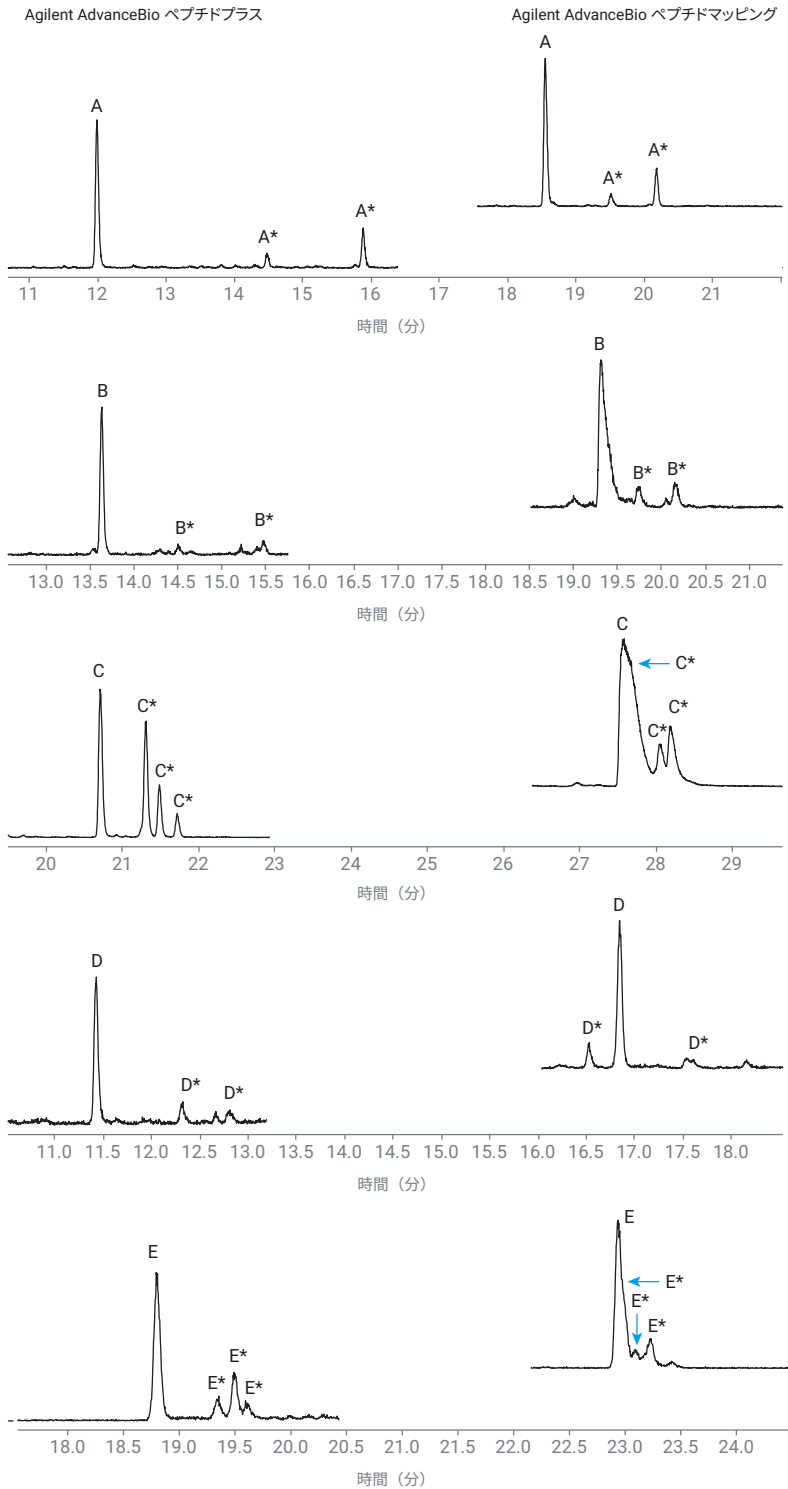 Agilent AdvanceBio ペプチドプラス
Agilent AdvanceBio ペプチドマッピング
A
A*
A*
A
A*
A*
11 12 13 14 15 16 17 18 19 20 21
時間（分）
B
B*
B*
B
B*
B*
13.0 13.5 14.0 14.5 15.0 15.5 16.0 16.5 17.0 17.5 18.0 18.5 19.0 19.5 20.0 20.5 21.0
時間（分）
C
C*
C*
C*
C
C*
C*
C*
20 21 22 23 24 25 26 27 28 29
時間（分）
D
D*
D*
D
D*
D*
11.0 11.5 12.0 12.5 13.0 13.5 14.0 14.5 15.0 15.5 16.0 16.5 17.0 17.5 18.0
時間（分）
E
E*
E*
E*
E
E*
E*
E*
18.0 18.5 19.0 19.5 20.0 20.5 21.0 21.5 22.0 22.5 23.0 23.5 24.0
時間（分）